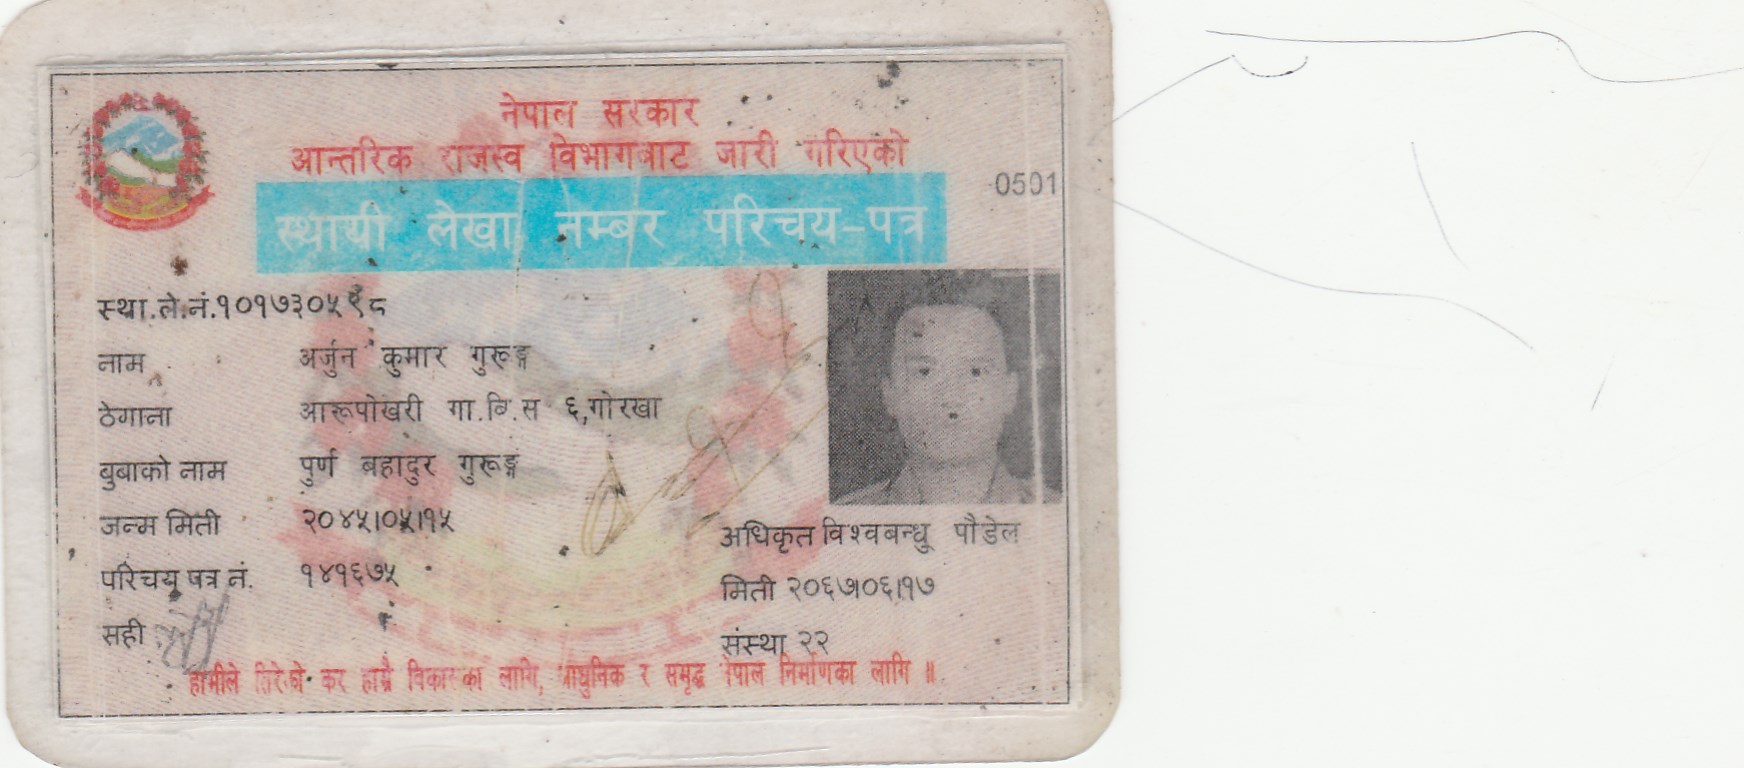 नेपाल सरकार
आन्तरिक राजस्व विभागबाट जारी गरिएको
0501
स्थायी लेखा नम्बर परिचय-पत्र
स्था.ले.नं.१०१७३०५९८
नाम अर्जुन कुमार गुरूङ्ग
ठेगाना आरूपोखरी गा.वि.स ६,गोरखा
बुबाको नाम पुर्ण बहादुर गुरूङ्ग
जन्म मिती २०४५।०५।१५
अधिकृत विश्वबन्धु पौडेल
परिचय पत्र नं. १४१६७५
मिती २०६७।०६।१७
सही
संस्था २२
हामीले तिरेको कर हाम्रै विकासका लागि, आधुनिक र समृद्ध नेपाल निर्माणका लागि ॥